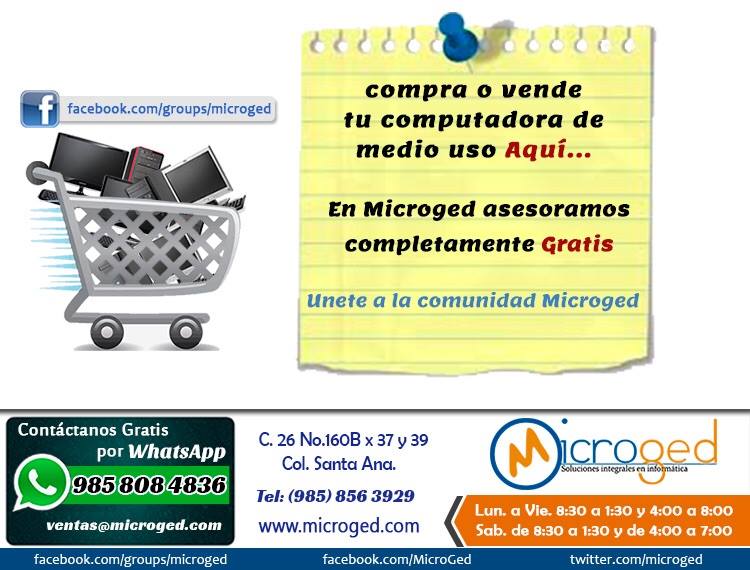 facebook.com/groups/microged
compra o vende
tu computadora de
medio uso Aquí...
En Microged asesoramos
completamente Gratis
Unete a la comunidad Microged
Contáctanos Gratis
por WhatsApp
985 808 4836
ventas@microged.com
C. 26 No.160B x 37 y 39
Col. Santa Ana.
Tel: (985) 856 3929
www.microged.com
Microged
Soluciones integrales en informática
Lun. a Vie. 8:30 a 1:30 y 4:00 a 8:00
Sab. de 8:30 a 1:30 y de 4:00 a 7:00
facebook.com/groups/microged
facebook.com/MicroGed
twitter.com/microged